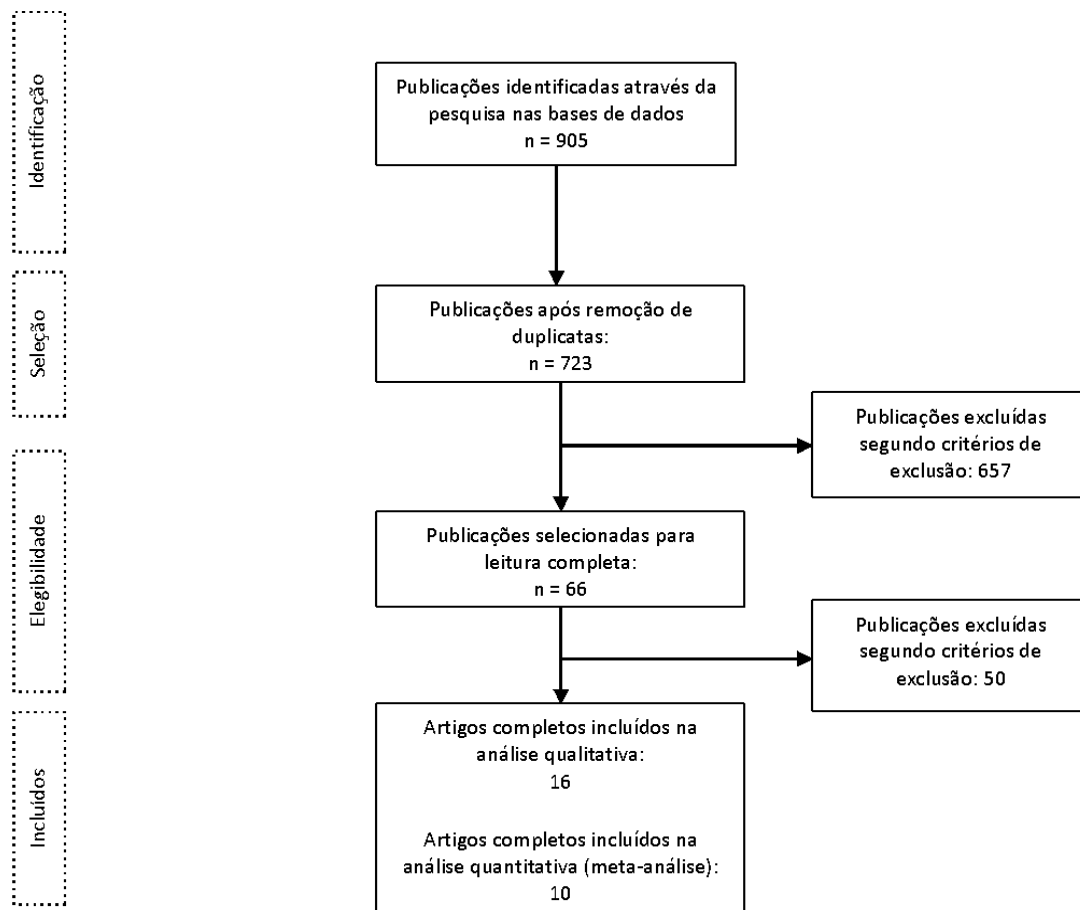 Identificação
Publicações identificadas através da
pesquisa nas bases de dados
n = 905
Seleção
Publicações após remoção de
duplicatas:
n = 723
Publicações excluídas
segundo critérios de
exclusão: 657
Elegibilidade
Publicações selecionadas para
leitura completa:
n = 66
Publicações excluídas
segundo critérios de
exclusão: 50
Incluídos
Artigos completos incluídos na
análise qualitativa:
16
Artigos completos incluídos na
análise quantitativa (meta-análise):
10